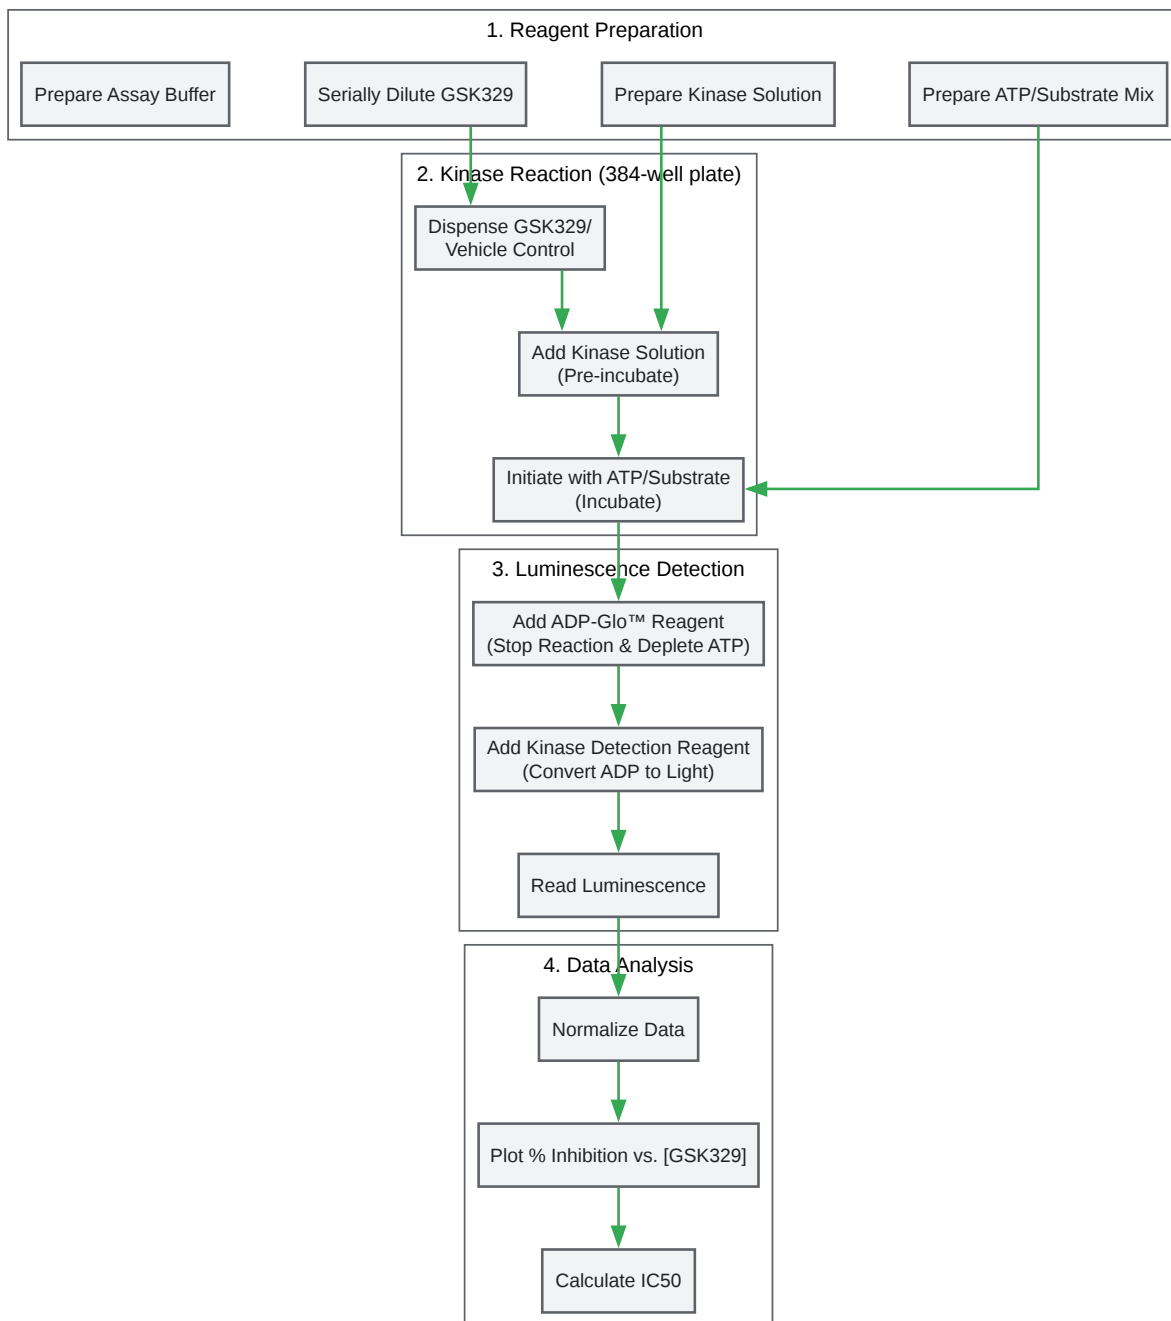 1. Reagent Preparation
Prepare Assay Buffer
Serially Dilute GSK329
Prepare Kinase Solution
Prepare ATP/Substrate Mix
2. Kinase Reaction (384-well plate)
Dispense GSK329/
Vehicle Control
Add Kinase Solution
(Pre-incubate)
Initiate with ATP/Substrate
(Incubate)
3. Luminescence Detection
Add ADP-Glo™ Reagent
(Stop Reaction & Deplete ATP)
Add Kinase Detection Reagent
(Convert ADP to Light)
Read Luminescence
4. Data Analysis
Normalize Data
Plot % Inhibition vs. [GSK329]
Calculate IC50